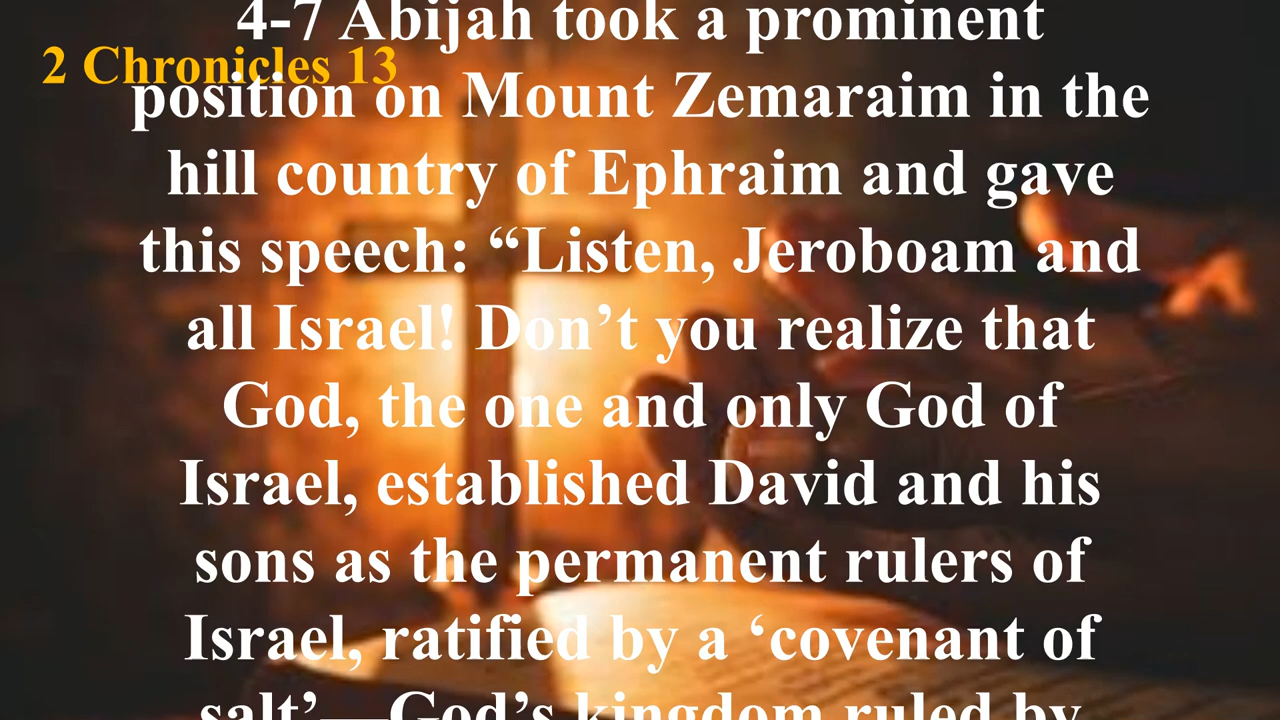 4-7 Abijah took a prominent
2 Chronicles 13
position on Mount Zemaraim in the
hill country of Ephraim and gave
this speech: “Listen, Jeroboam and
all Israel! Don’t you realize that
God, the one and only God of
Israel, established David and his
sons as the permanent rulers of
Israel, ratified by a ‘covenant of
salt’—God’s kingdom ruled by